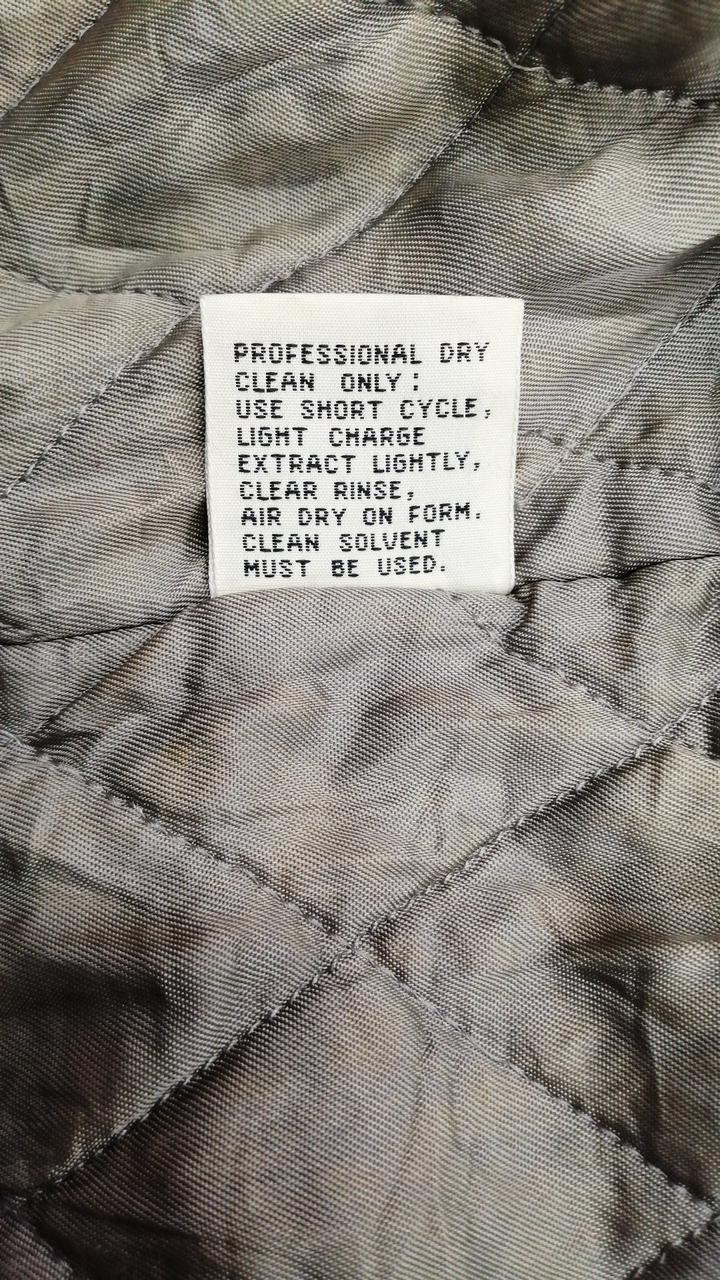 PROFESSIONAL DRY
CLEAN ONLY:
USE SHORT CYCLE,
LIGHT CHARGE
EXTRACT LIGHTLY,
CLEAR RINSE,
AIR DRY ON FORM.
CLEAN SOLVENT
MUST BE USED.